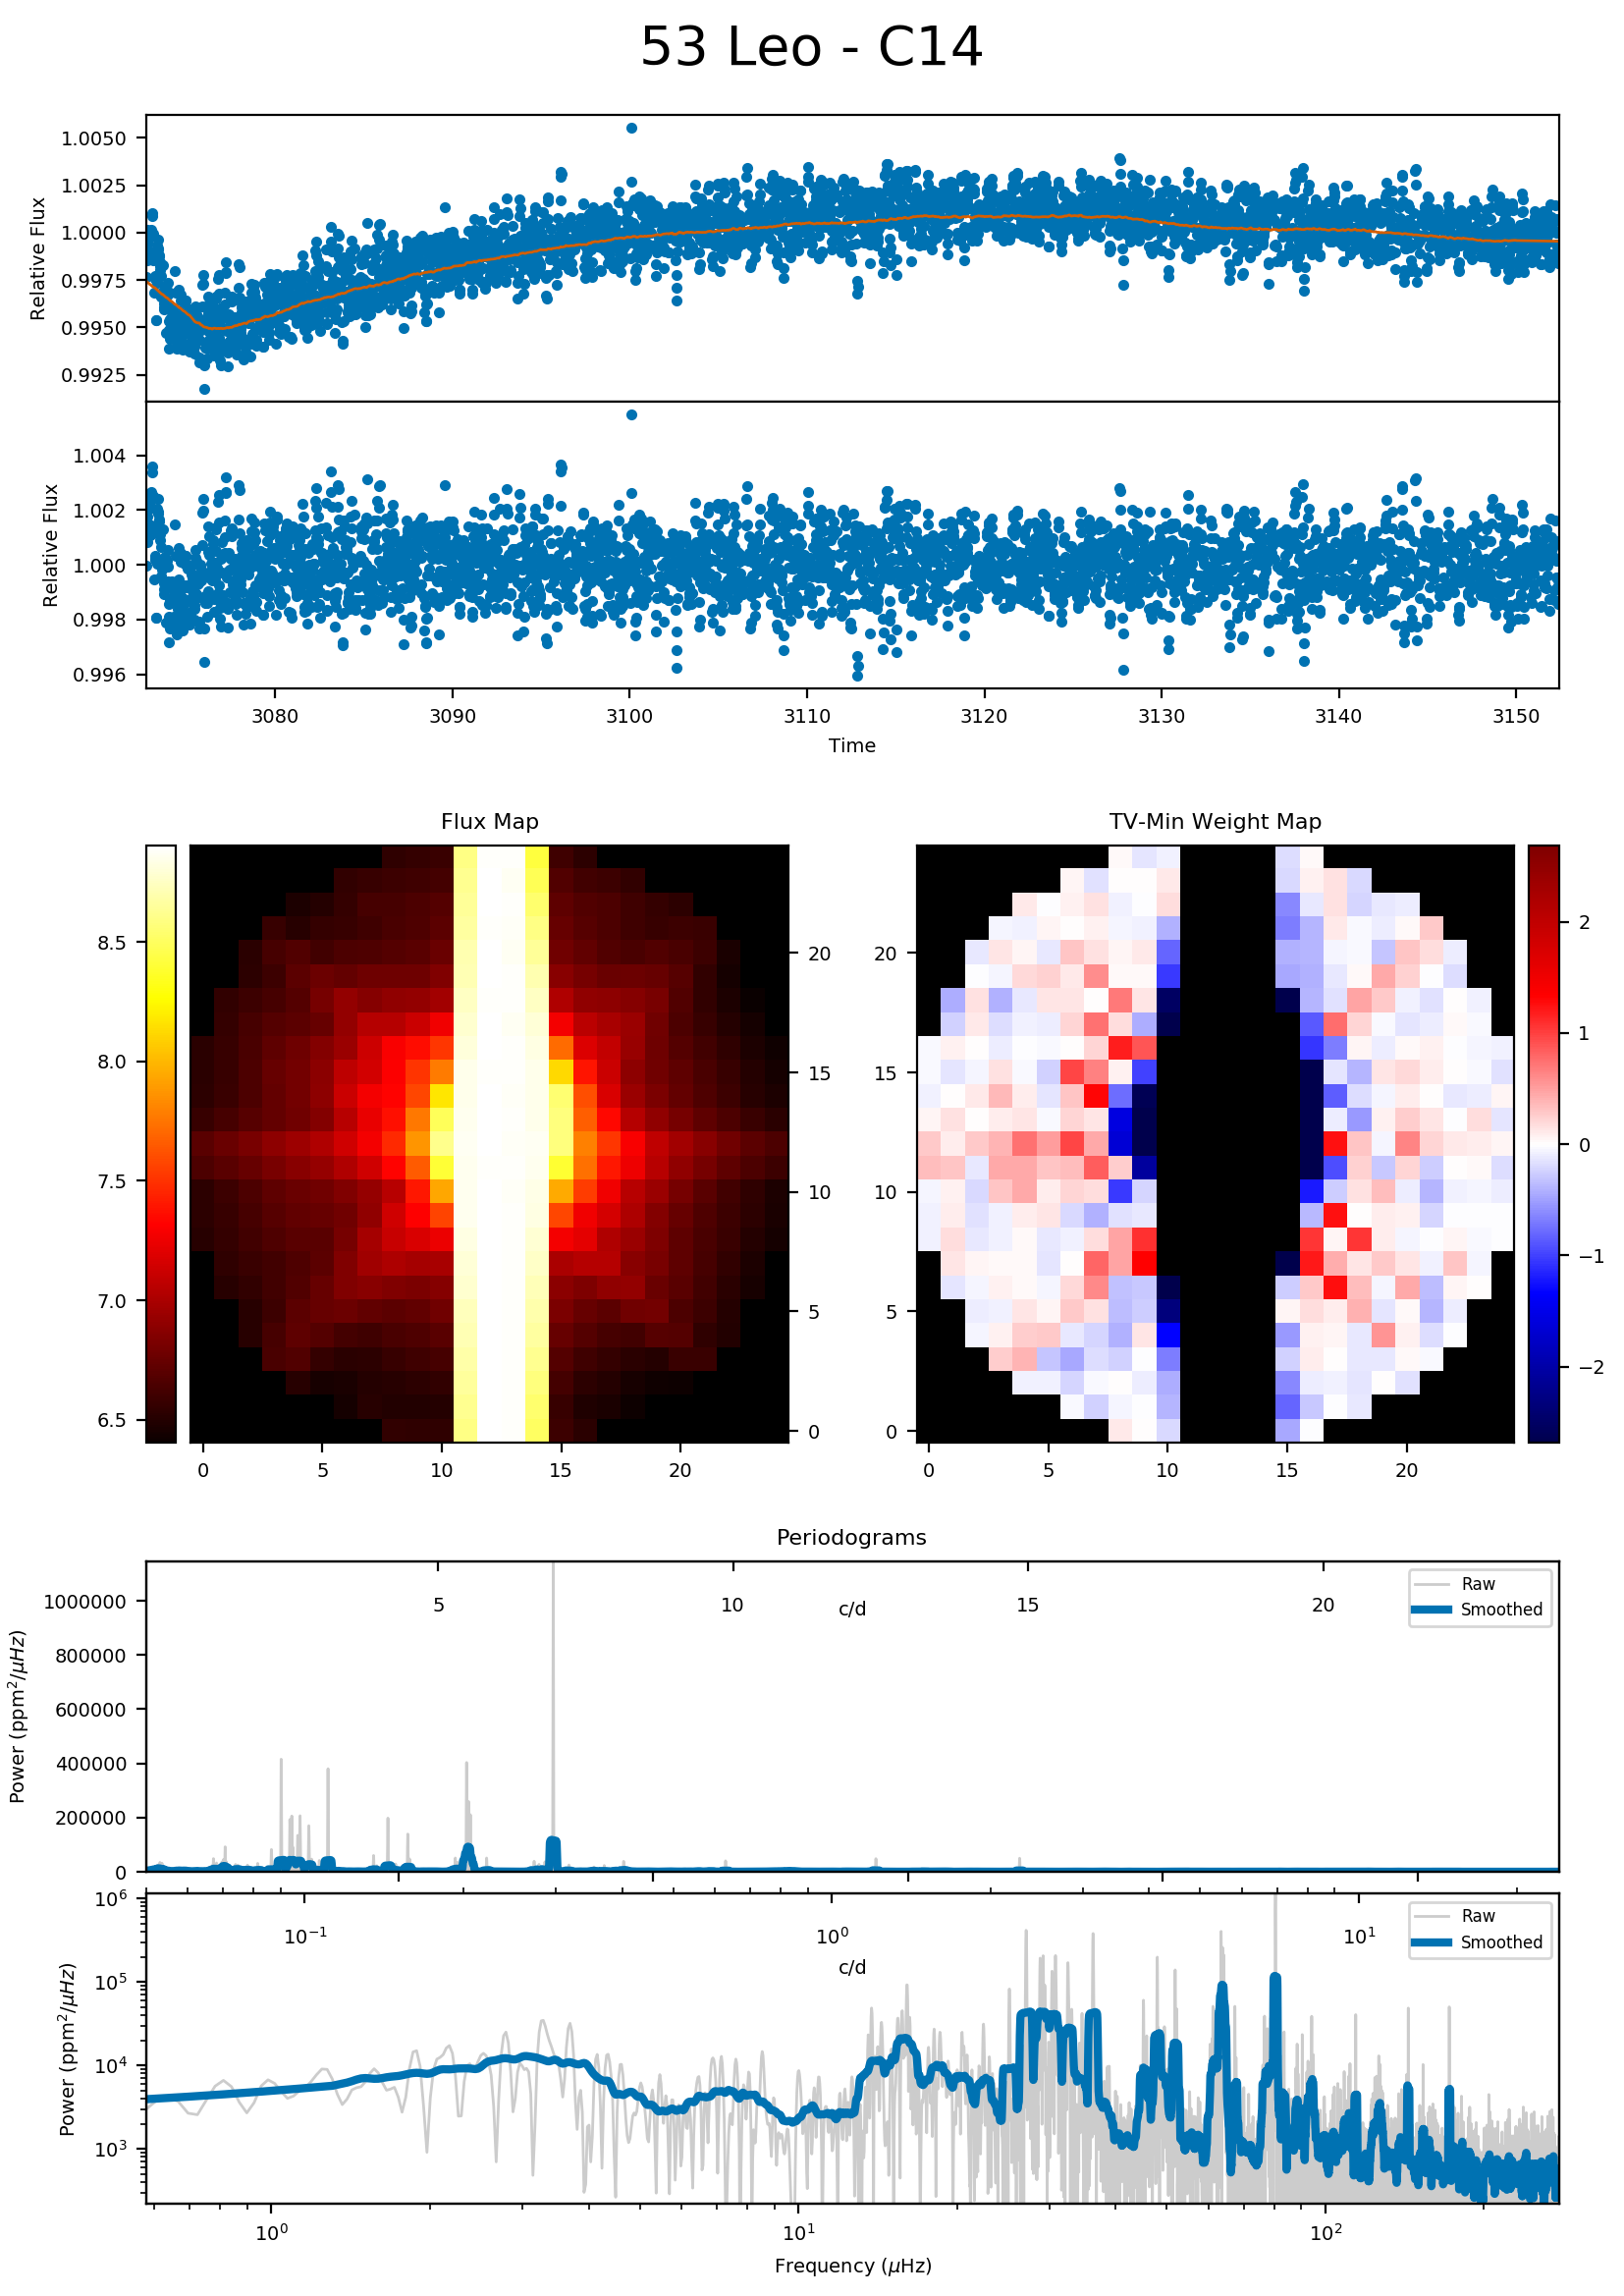 53 Leo - C14
Relative Flux
1.0050
1.0025
1.0000
0.9975
0.9950
0.9925
Relative Flux
1.004
1.002
1.000
0.998
0.996
3080 3090 3100 3110 3120 3130 3140 3150
Time
Flux Map
8.5
8.0
7.5
7.0
6.5
20
15
10
5
0
0 5 10 15 20
TV-Min Weight Map
20
15
10
5
0
0 5 10 15 20
2
1
0
−1
−2
Periodograms
Power (ppm²/μHz)
1000000
800000
600000
400000
200000
0
5 10 15 20
c/d
Raw
Smoothed
Power (ppm²/μHz)
10⁶
10⁵
10⁴
10³
10⁻¹ 10⁰ 10¹
c/d
Raw
Smoothed
10⁰ 10¹ 10²
Frequency (μHz)